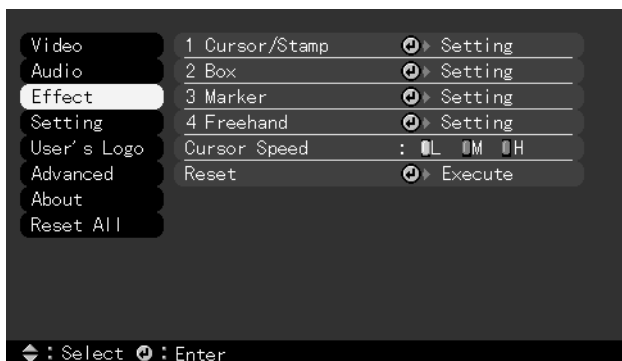 Video
Audio
Effect
Setting
User's Logo
Advanced
About
Reset All
1 Cursor/Stamp Setting
2 Box Setting
3 Marker Setting
4 Freehand Setting
Cursor Speed : L M H
Reset Execute
: Select : Enter